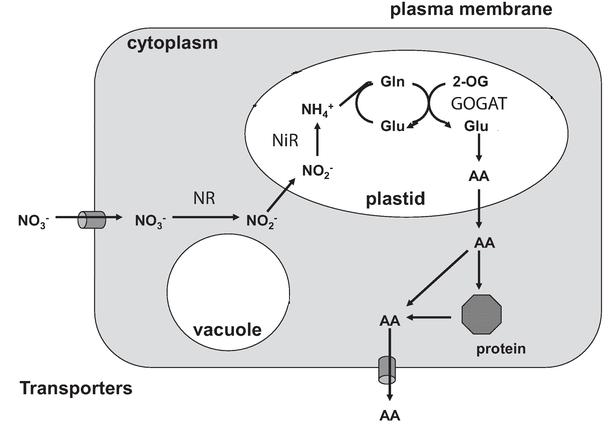 plasma membrane
cytoplasm
Gln
2-OG
NH₄⁺
GOGAT
Glu
Glu
NiR
NO₂⁻
AA
plastid
NR
NO₃⁻
NO₃⁻
NO₂⁻
AA
vacuole
AA
protein
Transporters
AA